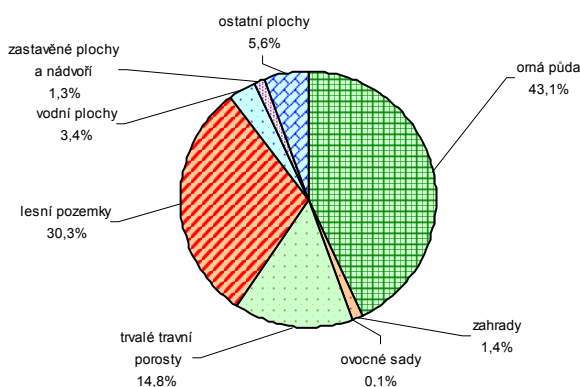 ostatní plochy
5,6%
zastavěné plochy
a nádvoří
1,3%
vodní plochy
3,4%
lesní pozemky
30,3%
trvalé travní
porosty
14,8%
ovocné sady
0,1%
zahrady
1,4%
orná půda
43,1%